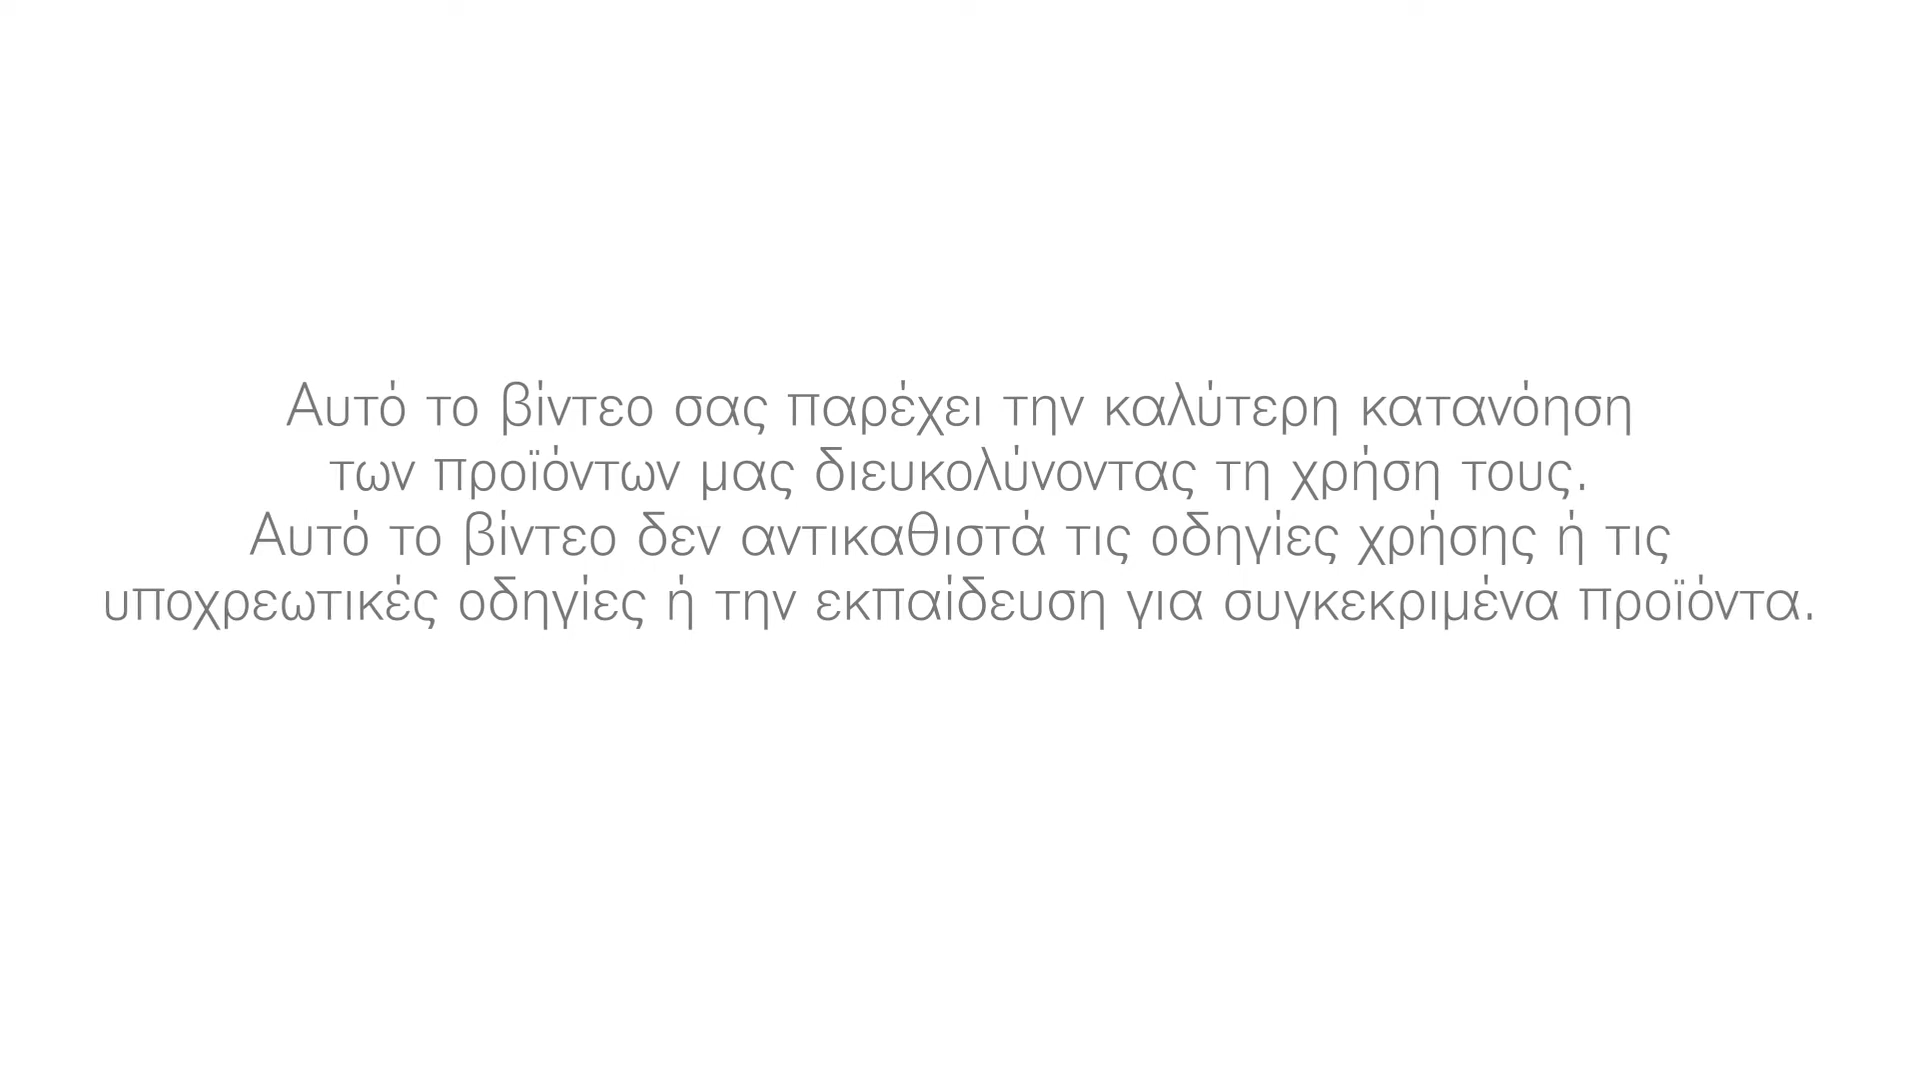 Αυτό το βίντεο σας παρέχει την καλύτερη κατανόηση
των προϊόντων μας διευκολύνοντας τη χρήση τους.
Αυτό το βίντεο δεν αντικαθιστά τις οδηγίες χρήσης ή τις
υποχρεωτικές οδηγίες ή την εκπαίδευση για συγκεκριμένα προϊόντα.